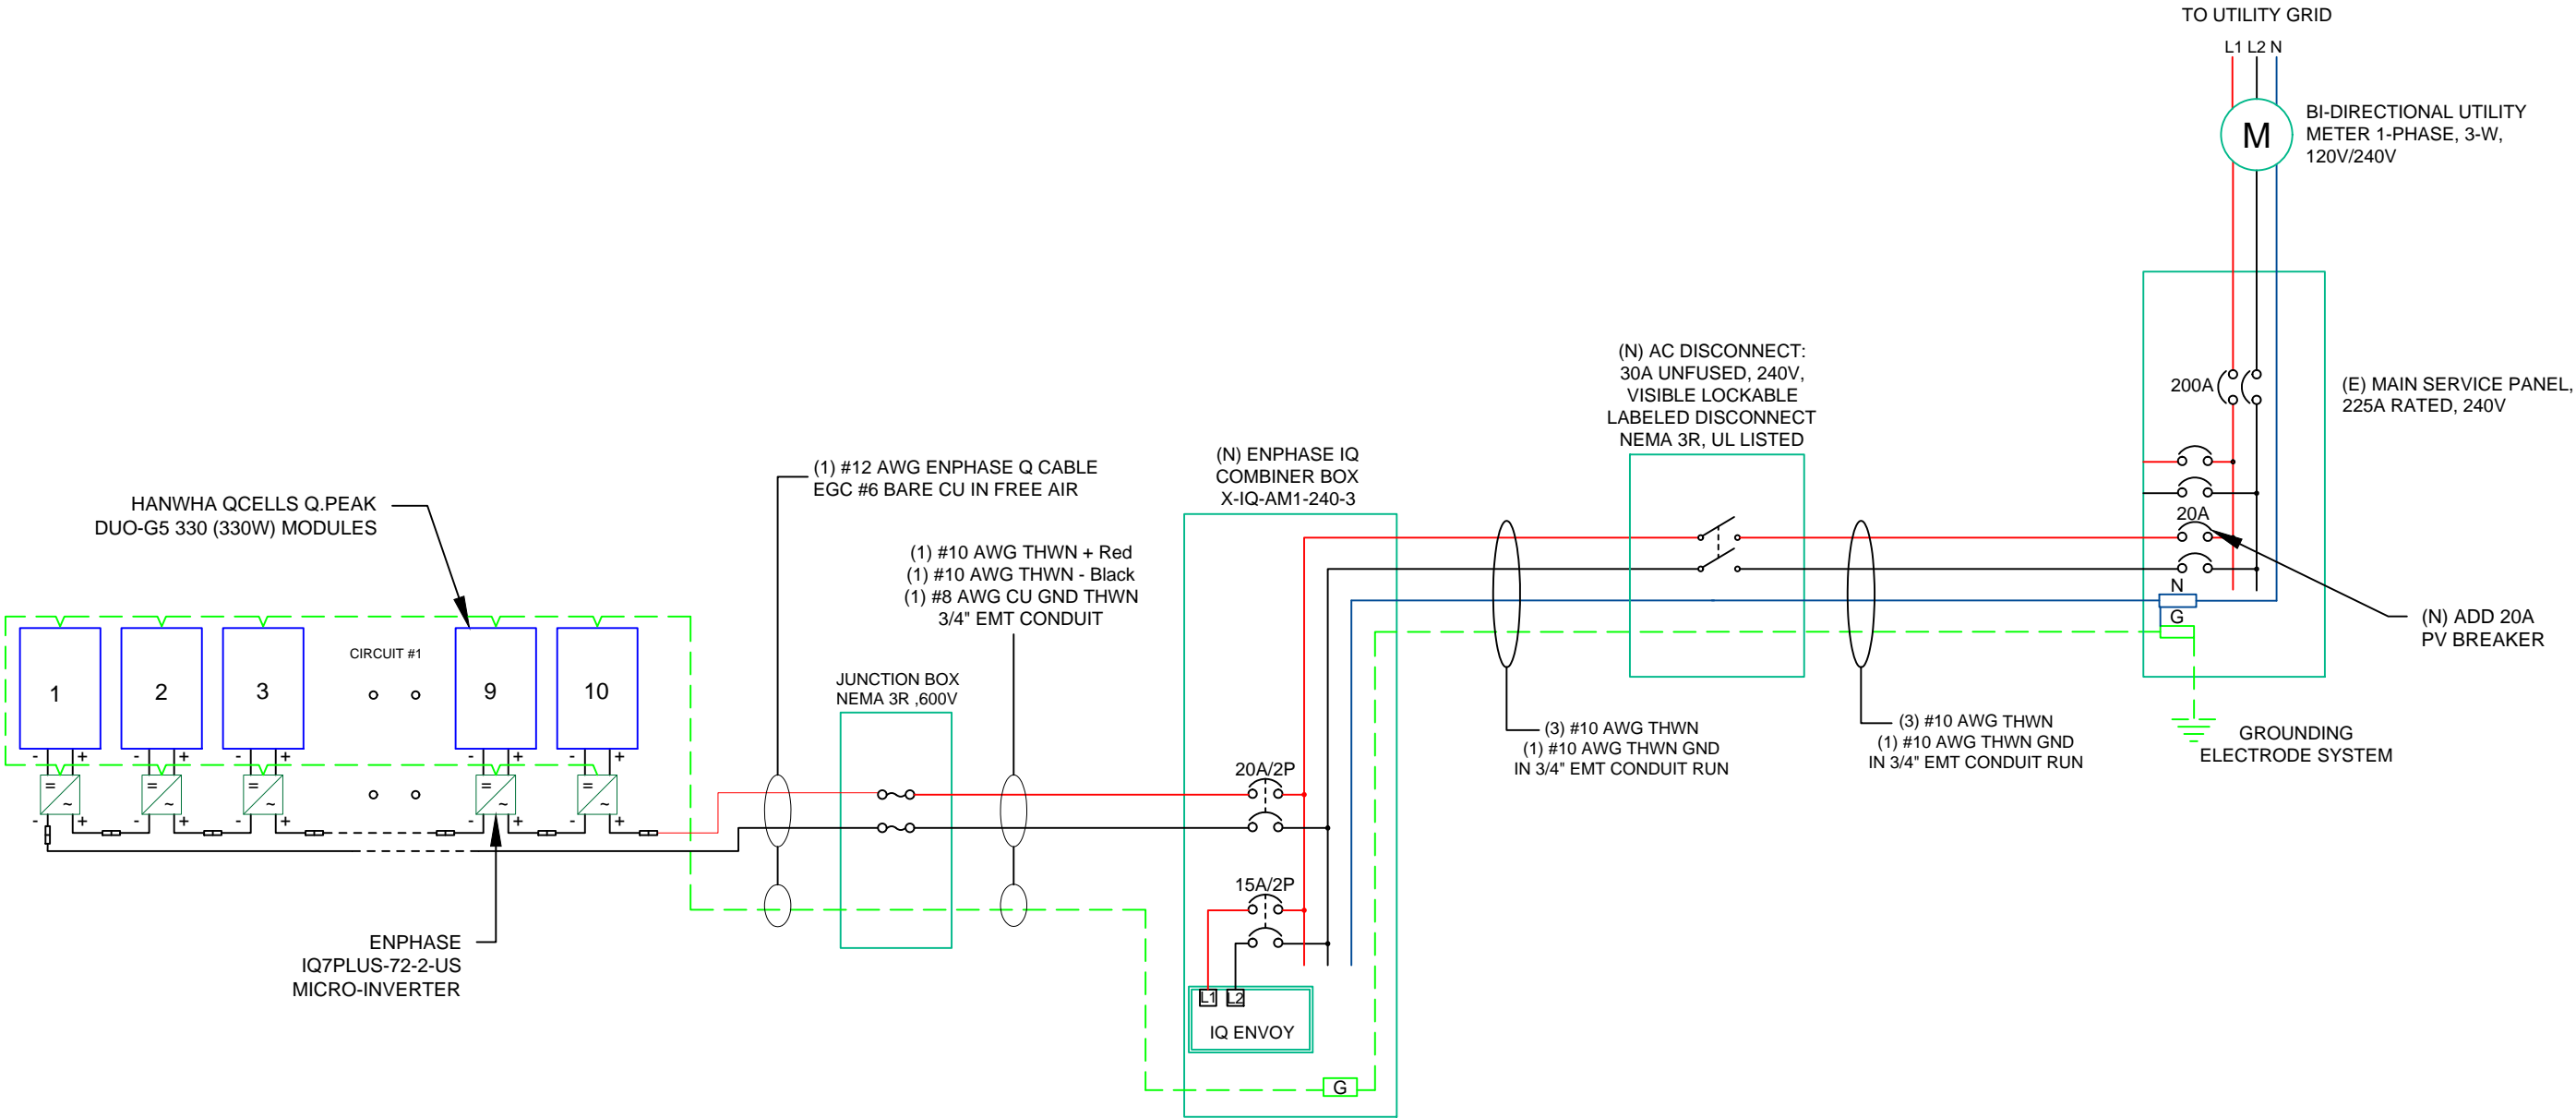 TO UTILITY GRID
L1 L2 N
M
BI-DIRECTIONAL UTILITY
METER 1-PHASE, 3-W,
120V/240V
200A
(E) MAIN SERVICE PANEL,
225A RATED, 240V
20A
N
G
(N) ADD 20A
PV BREAKER
GROUNDING
ELECTRODE SYSTEM
(N) AC DISCONNECT:
30A UNFUSED, 240V,
VISIBLE LOCKABLE
LABELED DISCONNECT
NEMA 3R, UL LISTED
(3) #10 AWG THWN
(1) #10 AWG THWN GND
IN 3/4" EMT CONDUIT RUN
(3) #10 AWG THWN
(1) #10 AWG THWN GND
IN 3/4" EMT CONDUIT RUN
(N) ENPHASE IQ
COMBINER BOX
X-IQ-AM1-240-3
20A/2P
15A/2P
L1 L2
IQ ENVOY
G
(1) #12 AWG ENPHASE Q CABLE
EGC #6 BARE CU IN FREE AIR
(1) #10 AWG THWN + Red
(1) #10 AWG THWN - Black
(1) #8 AWG CU GND THWN
3/4" EMT CONDUIT
JUNCTION BOX
NEMA 3R ,600V
HANWHA QCELLS Q.PEAK
DUO-G5 330 (330W) MODULES
CIRCUIT #1
1 2 3 9 10
- + - + - + - + - +
= ~ = ~ = ~ = ~ = ~
- + - + - + - + - +
ENPHASE
IQ7PLUS-72-2-US
MICRO-INVERTER